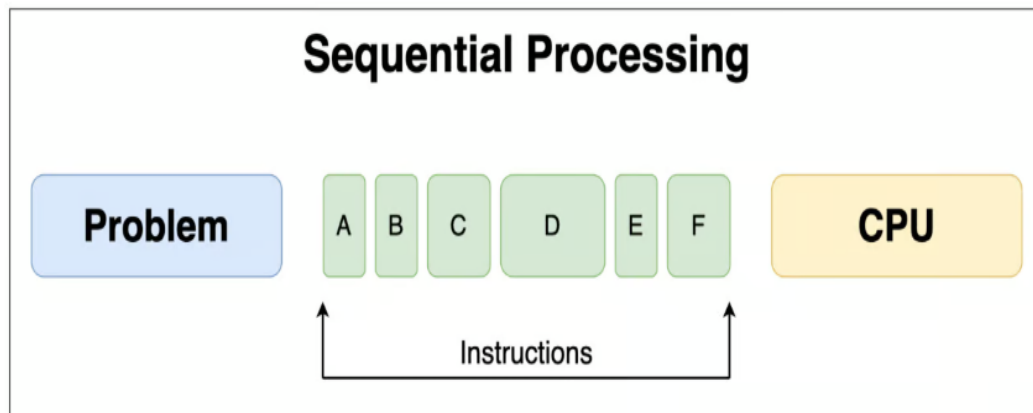 Sequential Processing
Problem A B C D E F CPU
Instructions